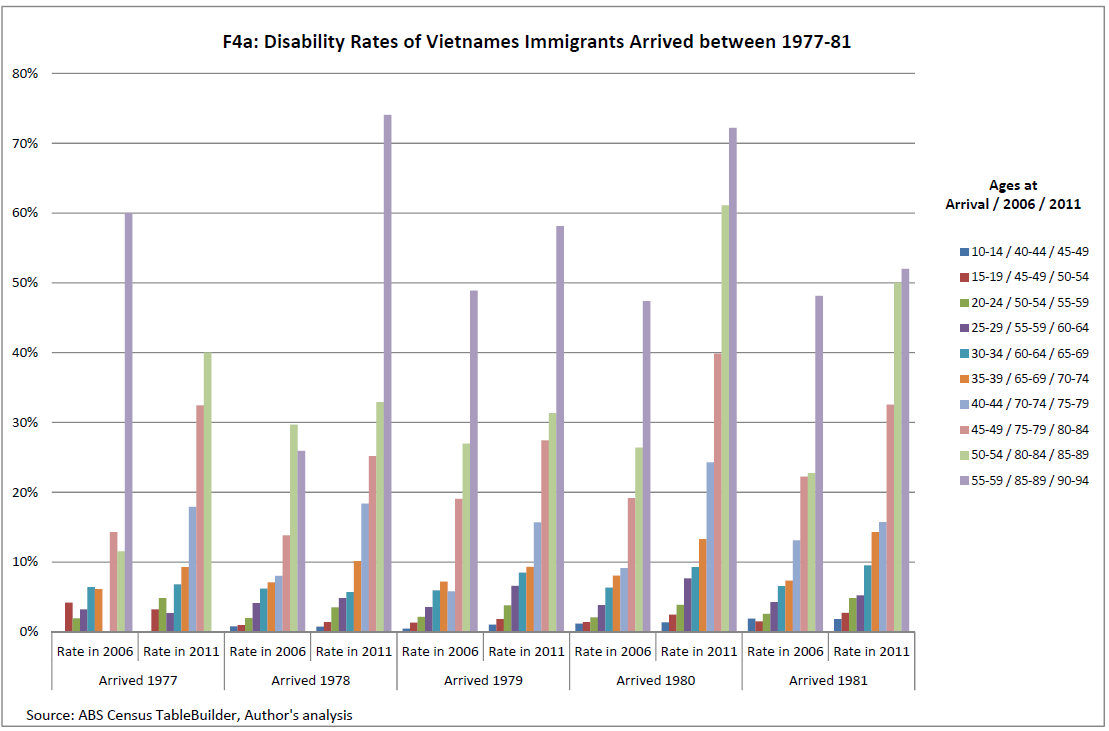 F4a: Disability Rates of Vietnames Immigrants Arrived between 1977-81
80%
70%
60%
50%
40%
30%
20%
10%
0%
Rate in 2006 Rate in 2011 Rate in 2006 Rate in 2011 Rate in 2006 Rate in 2011 Rate in 2006 Rate in 2011 Rate in 2006 Rate in 2011
Arrived 1977 Arrived 1978 Arrived 1979 Arrived 1980 Arrived 1981
Ages at
Arrival / 2006 / 2011
10-14 / 40-44 / 45-49
15-19 / 45-49 / 50-54
20-24 / 50-54 / 55-59
25-29 / 55-59 / 60-64
30-34 / 60-64 / 65-69
35-39 / 65-69 / 70-74
40-44 / 70-74 / 75-79
45-49 / 75-79 / 80-84
50-54 / 80-84 / 85-89
55-59 / 85-89 / 90-94
Source: ABS Census TableBuilder, Author's analysis